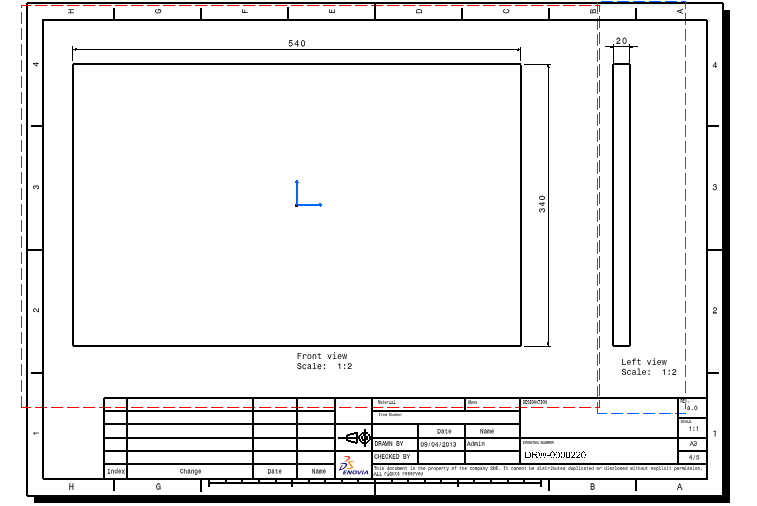 H G F E D C B A
540
20
4 4
340
3 3
2 2
Front view
Scale: 1:2
Left view
Scale: 1:2
Material
Mass
DESIGNATION
REV.
Item Number
SCALE
1:1
1 1
Date Name
DRAWN BY 09/04/2013 Admin
DRAWING NUMBER
A3
CHECKED BY
DRW-0000220
4/5
Index Change Date Name
3DS ENOVIA
This document is the property of the company SDE. It cannot be distributed duplicated or disclosed without explicit permission.
All rights reserved
H G B A